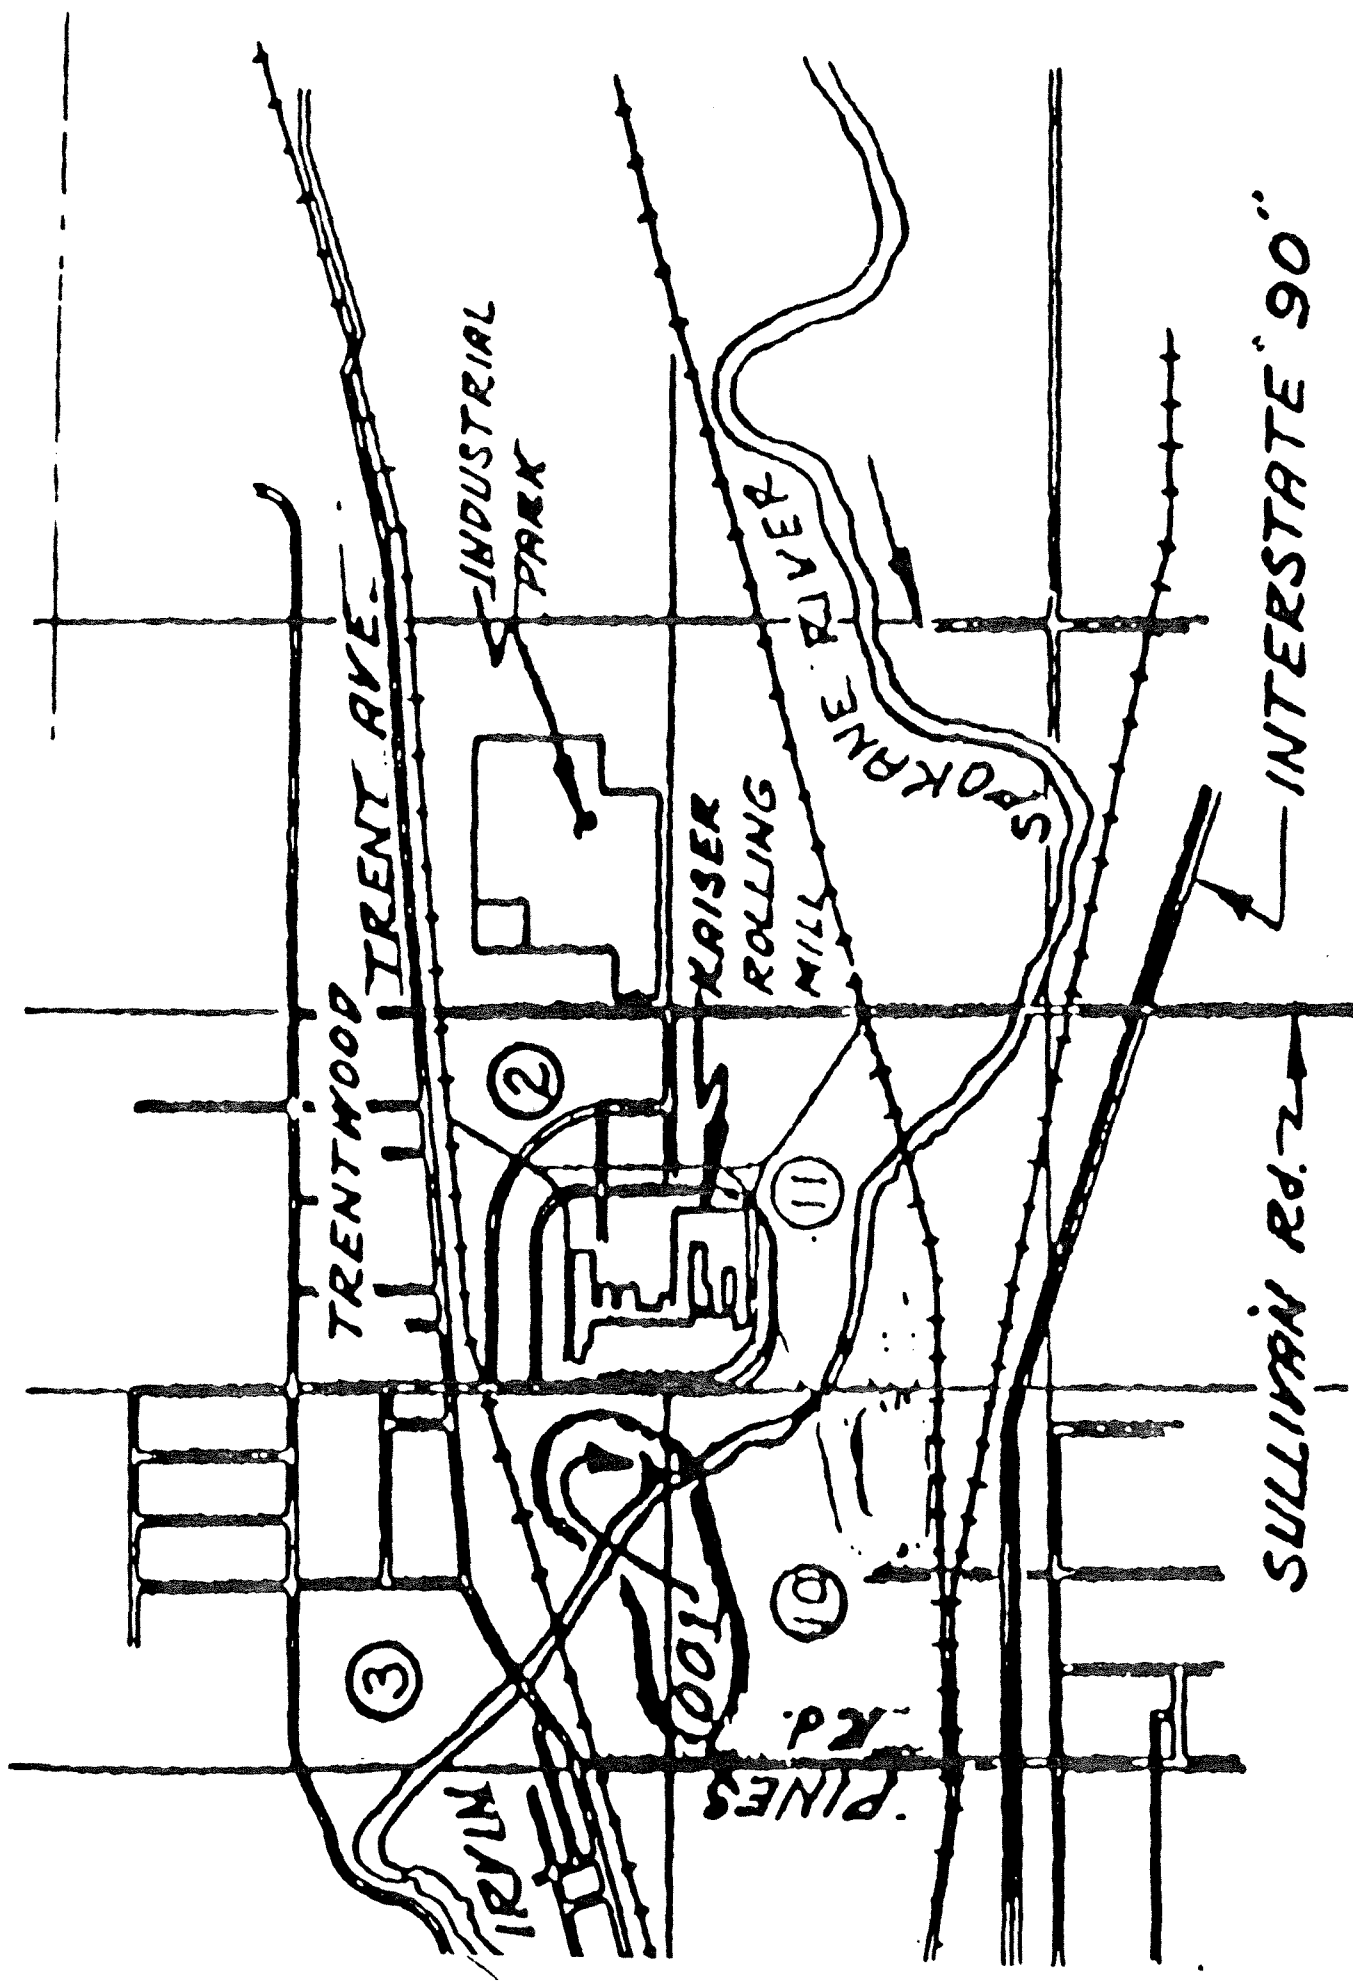 TRENT AVE.
TRENTWOOD
INDUSTRIAL
PARK
KAISER
ROLLING
MILL
SPOKANE RIVER
INTERSTATE "90"
SULLIVAN Rd.
PINES
Rd.
IRVIN
001
2
3
11
10